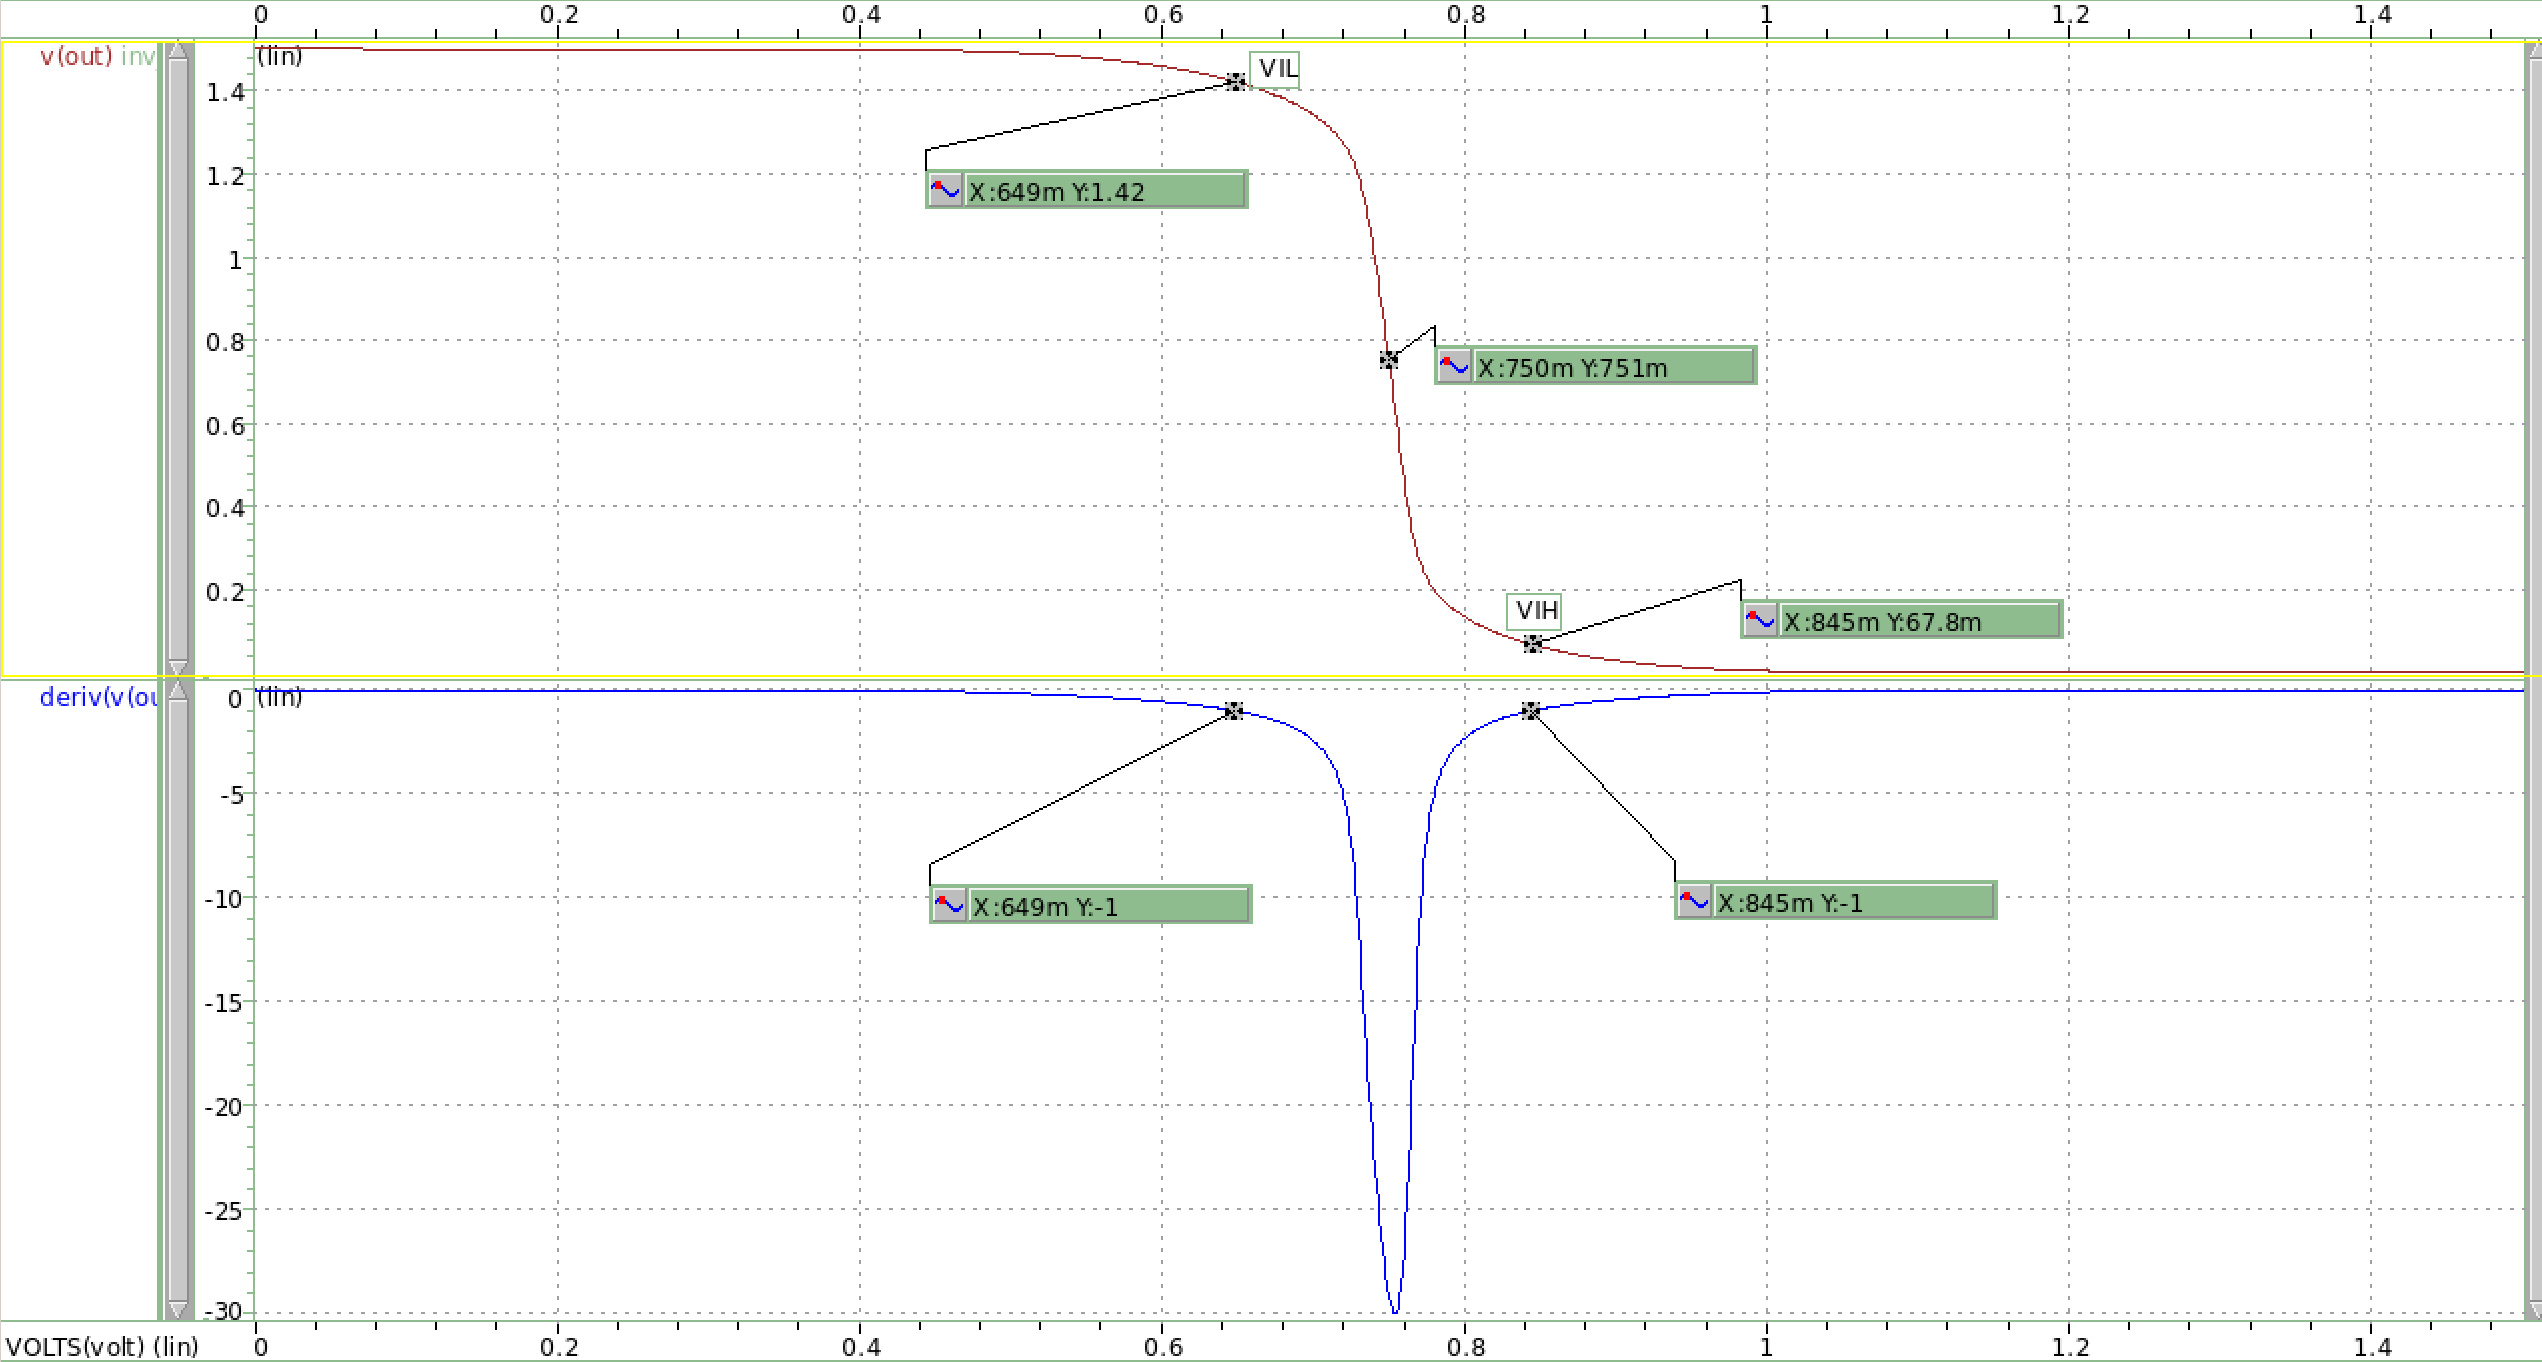 0 0.2 0.4 0.6 0.8 1 1.2 1.4
v(out) inv
(lin)
VIL
1.4
1.2
X:649m Y:1.42
1
0.8
X:750m Y:751m
0.6
0.4
0.2
VIH
X:845m Y:67.8m
deriv(v(ou
0
(lin)
-5
-10
X:649m Y:-1
X:845m Y:-1
-15
-20
-25
-30
VOLTS(volt) (lin) 0 0.2 0.4 0.6 0.8 1 1.2 1.4